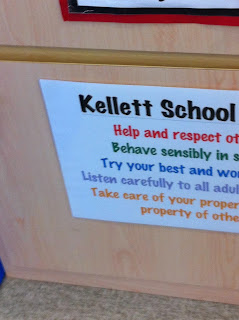 Kellett School
Help and respect ot
Behave sensibly in s
Try your best and wor
Listen carefully to all adul
Take care of your proper
property of othe